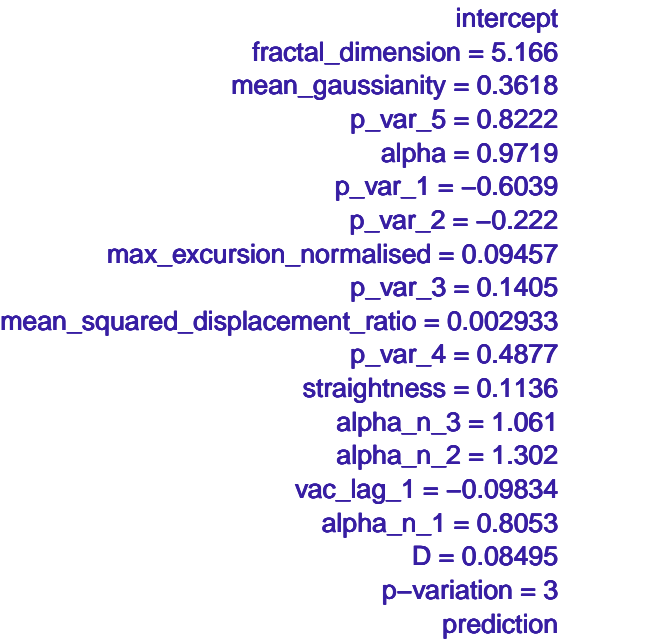 intercept
fractal_dimension = 5.166
mean_gaussianity = 0.3618
p_var_5 = 0.8222
alpha = 0.9719
p_var_1 = −0.6039
p_var_2 = −0.222
max_excursion_normalised = 0.09457
p_var_3 = 0.1405
mean_squared_displacement_ratio = 0.002933
p_var_4 = 0.4877
straightness = 0.1136
alpha_n_3 = 1.061
alpha_n_2 = 1.302
vac_lag_1 = −0.09834
alpha_n_1 = 0.8053
D = 0.08495
p−variation = 3
prediction